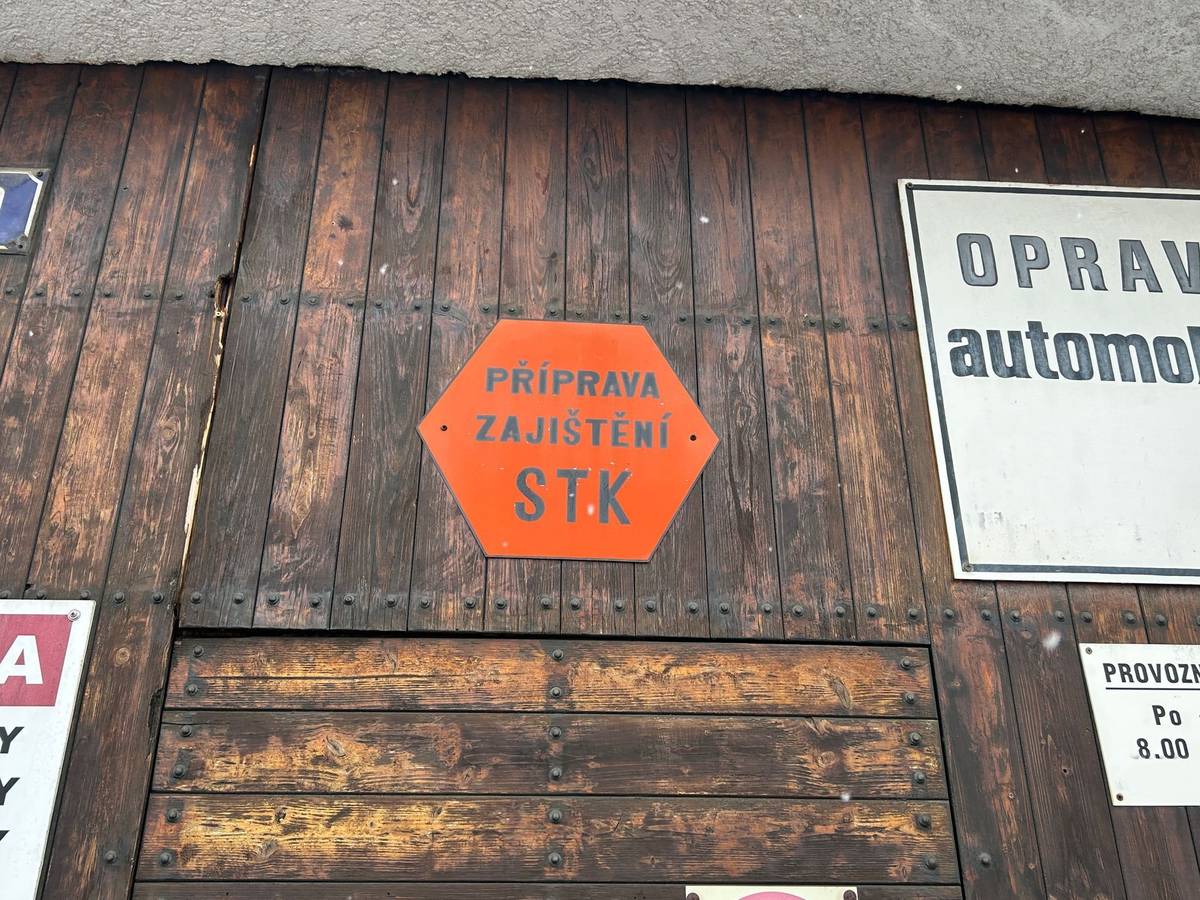 PŘÍPRAVA
ZAJIŠTĚNÍ
STK
OPRAV
automo
PROVOZN
Po
8.00
A
Y
Y